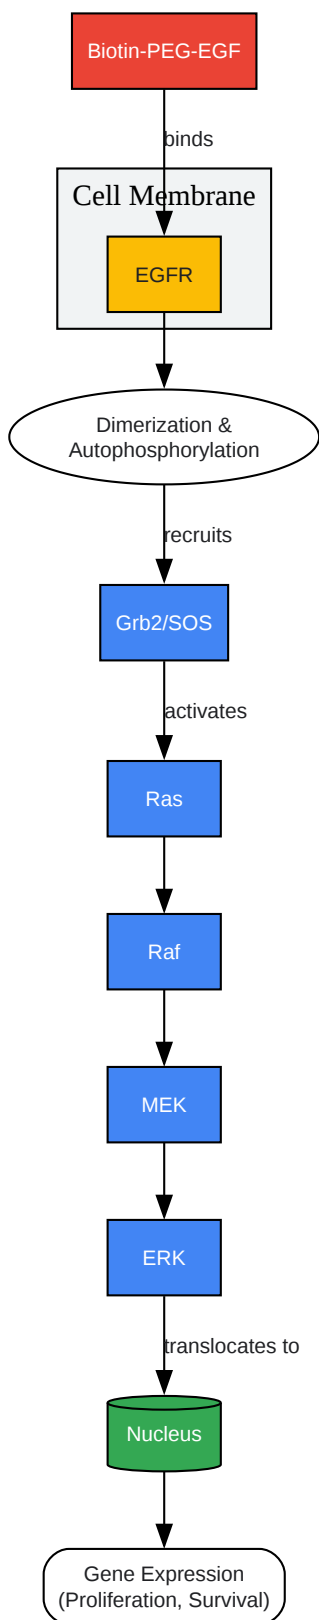 Biotin-PEG-EGF
binds
Cell Membrane
EGFR
Dimerization &
Autophosphorylation
recruits
Grb2/SOS
activates
Ras
Raf
MEK
ERK
translocates to
Nucleus
Gene Expression
(Proliferation, Survival)